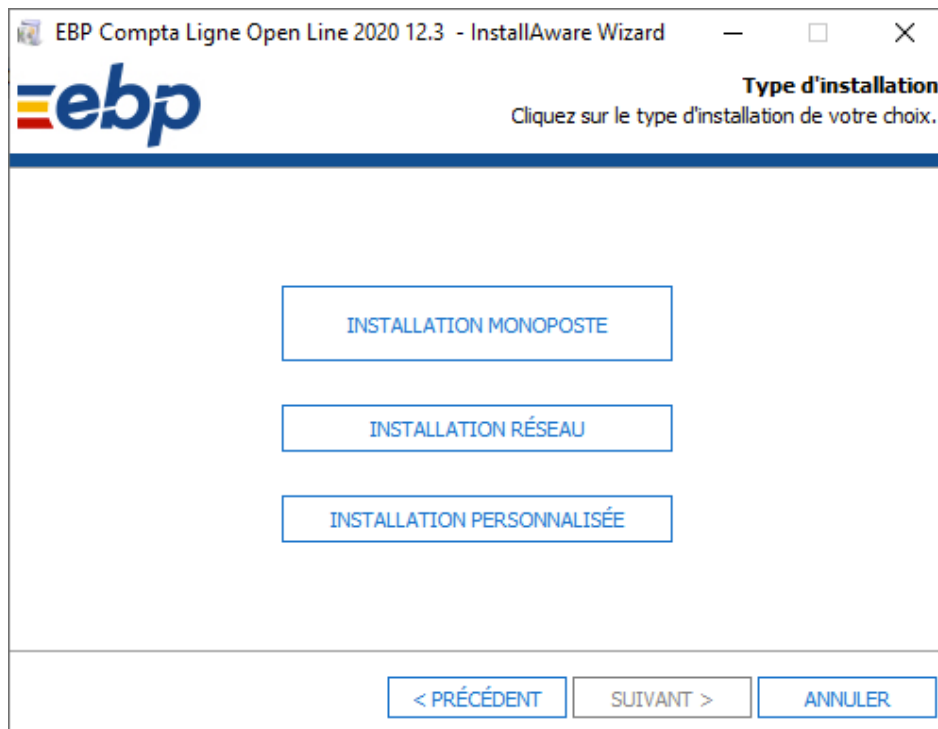 EBP Compta Ligne Open Line 2020 12.3 - InstallAware Wizard
ebp
Type d'installation
Cliquez sur le type d'installation de votre choix.
INSTALLATION MONOPOSTE
INSTALLATION RÉSEAU
INSTALLATION PERSONNALISÉE
< PRÉCÉDENT
SUIVANT >
ANNULER